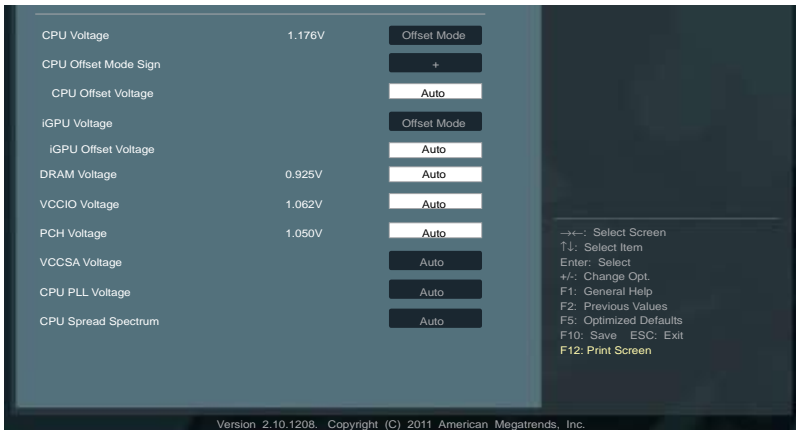 CPU Voltage 1.176V Offset Mode
CPU Offset Mode Sign +
CPU Offset Voltage Auto
iGPU Voltage Offset Mode
iGPU Offset Voltage Auto
DRAM Voltage 0.925V Auto
VCCIO Voltage 1.062V Auto
PCH Voltage 1.050V Auto
VCCSA Voltage Auto
CPU PLL Voltage Auto
CPU Spread Spectrum Auto
→←: Select Screen
↑↓: Select Item
Enter: Select
+/-: Change Opt.
F1: General Help
F2: Previous Values
F5: Optimized Defaults
F10: Save ESC: Exit
F12: Print Screen
Version 2.10.1208. Copyright (C) 2011 American Megatrends, Inc.